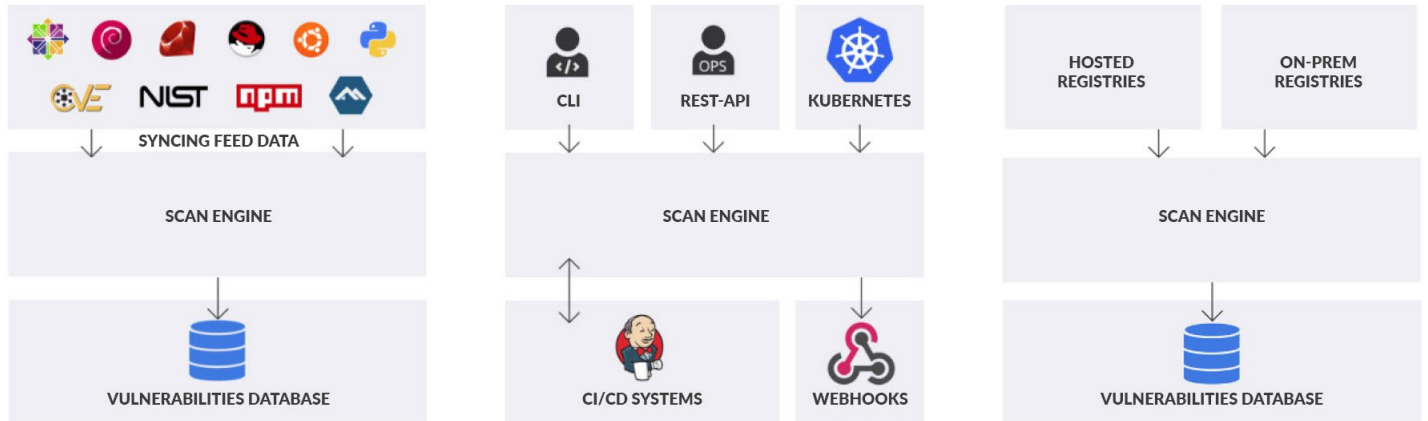 CVE
NIST
npm
SYNCING FEED DATA
SCAN ENGINE
VULNERABILITIES DATABASE
</>
CLI
OPS
REST-API
KUBERNETES
SCAN ENGINE
CI/CD SYSTEMS
WEBHOOKS
HOSTED
REGISTRIES
ON-PREM
REGISTRIES
SCAN ENGINE
VULNERABILITIES DATABASE